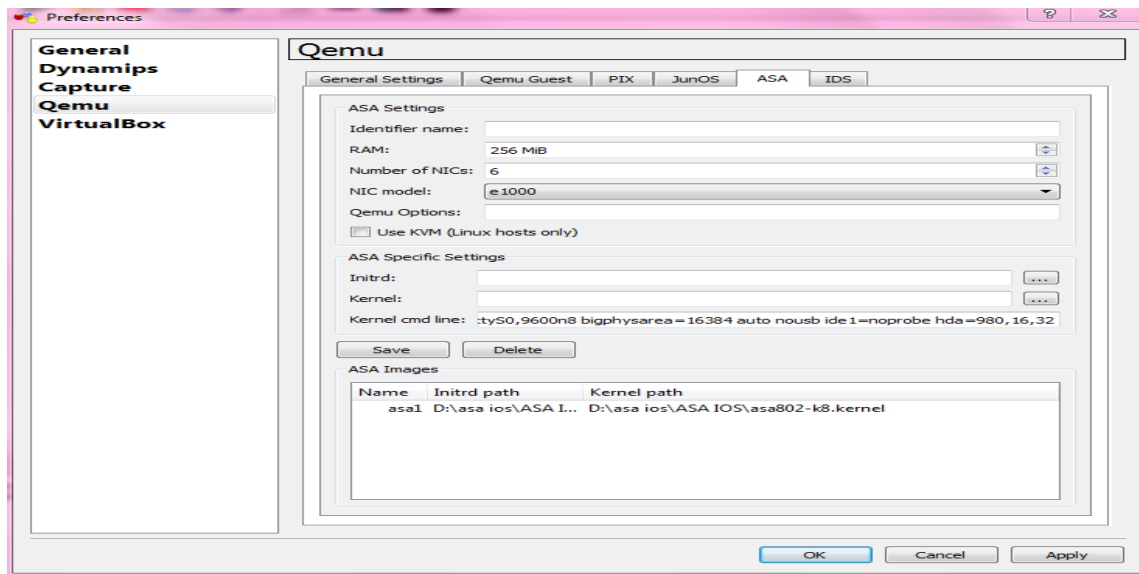 Preferences
General
Dynamips
Capture
Qemu
VirtualBox
Qemu
General Settings Qemu Guest PIX JunOS ASA IDS
ASA Settings
Identifier name:
RAM: 256 MiB
Number of NICs: 6
NIC model: e1000
Qemu Options:
Use KVM (Linux hosts only)
ASA Specific Settings
Initrd: ...
Kernel: ...
Kernel cmd line: :tyS0,9600n8 bigphysarea=16384 auto nousb ide1=noprobe hda=980,16,32
Save Delete
ASA Images
Name Initrd path Kernel path
asa1 D:\asa ios\ASA I... D:\asa ios\ASA IOS\asa802-k8.kernel
OK Cancel Apply